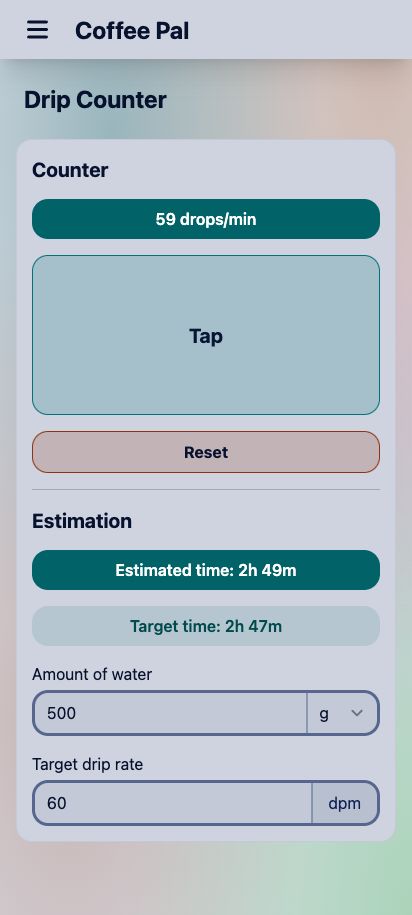 Coffee Pal
Drip Counter
Counter
59 drops/min
Tap
Reset
Estimation
Estimated time: 2h 49m
Target time: 2h 47m
Amount of water
500 g
Target drip rate
60 dpm